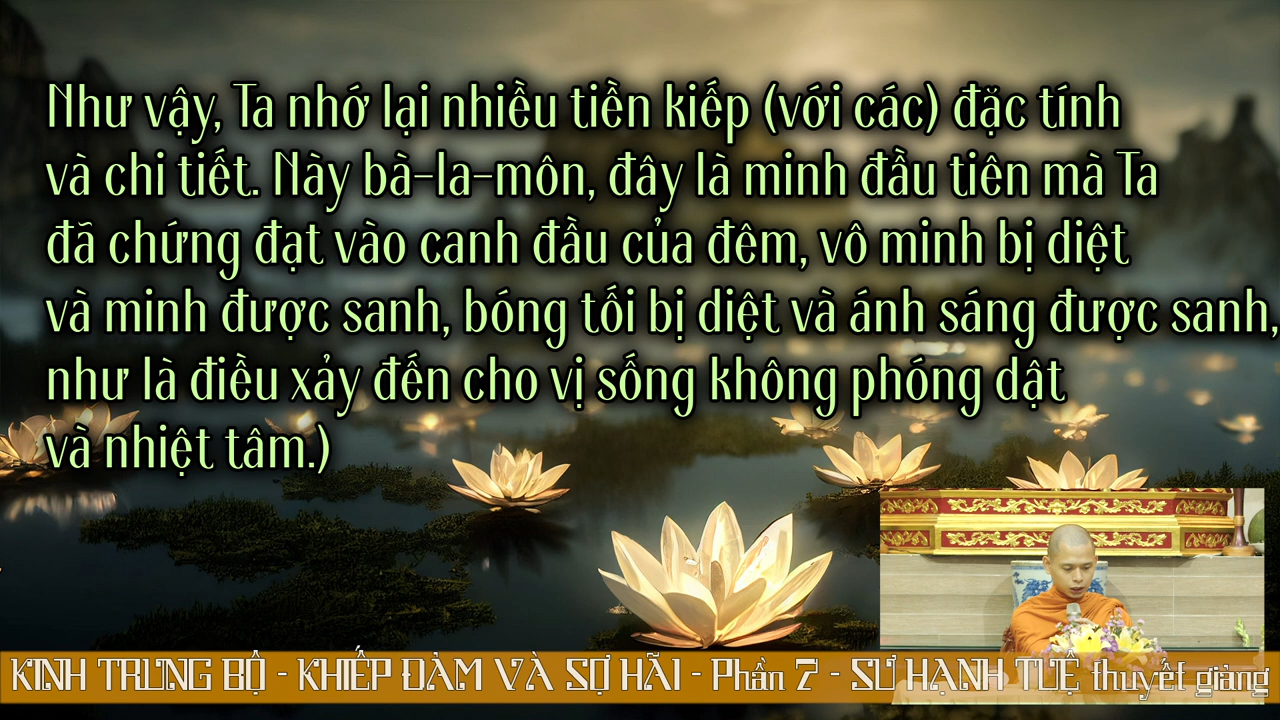 Như vậy, Ta nhớ lại nhiều tiền kiếp (với các) đặc tính
và chi tiết. Này bà-la-môn, đây là minh đầu tiên mà Ta
đã chứng đạt vào canh đầu của đêm, vô minh bị diệt
và minh được sanh, bóng tối bị diệt và ánh sáng được sanh,
như là điều xảy đến cho vị sống không phóng dật
và nhiệt tâm.)
KINH TRUNG BỘ - KHIẾP ĐẢM VÀ SỢ HÃI - Phần 7 - SƯ HẠNH TUỆ thuyết giảng